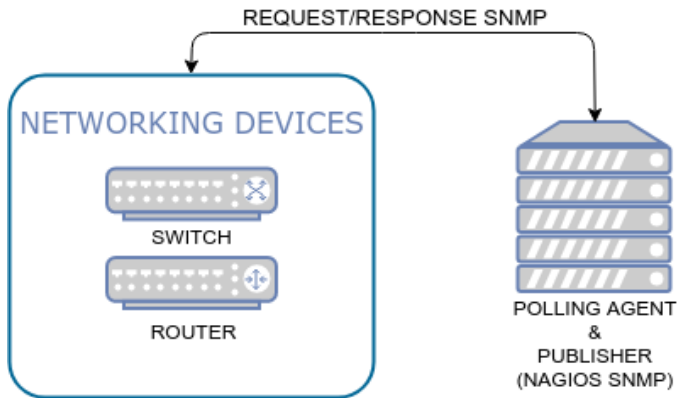 REQUEST/RESPONSE SNMP
NETWORKING DEVICES
SWITCH
ROUTER
POLLING AGENT
&
PUBLISHER
(NAGIOS SNMP)